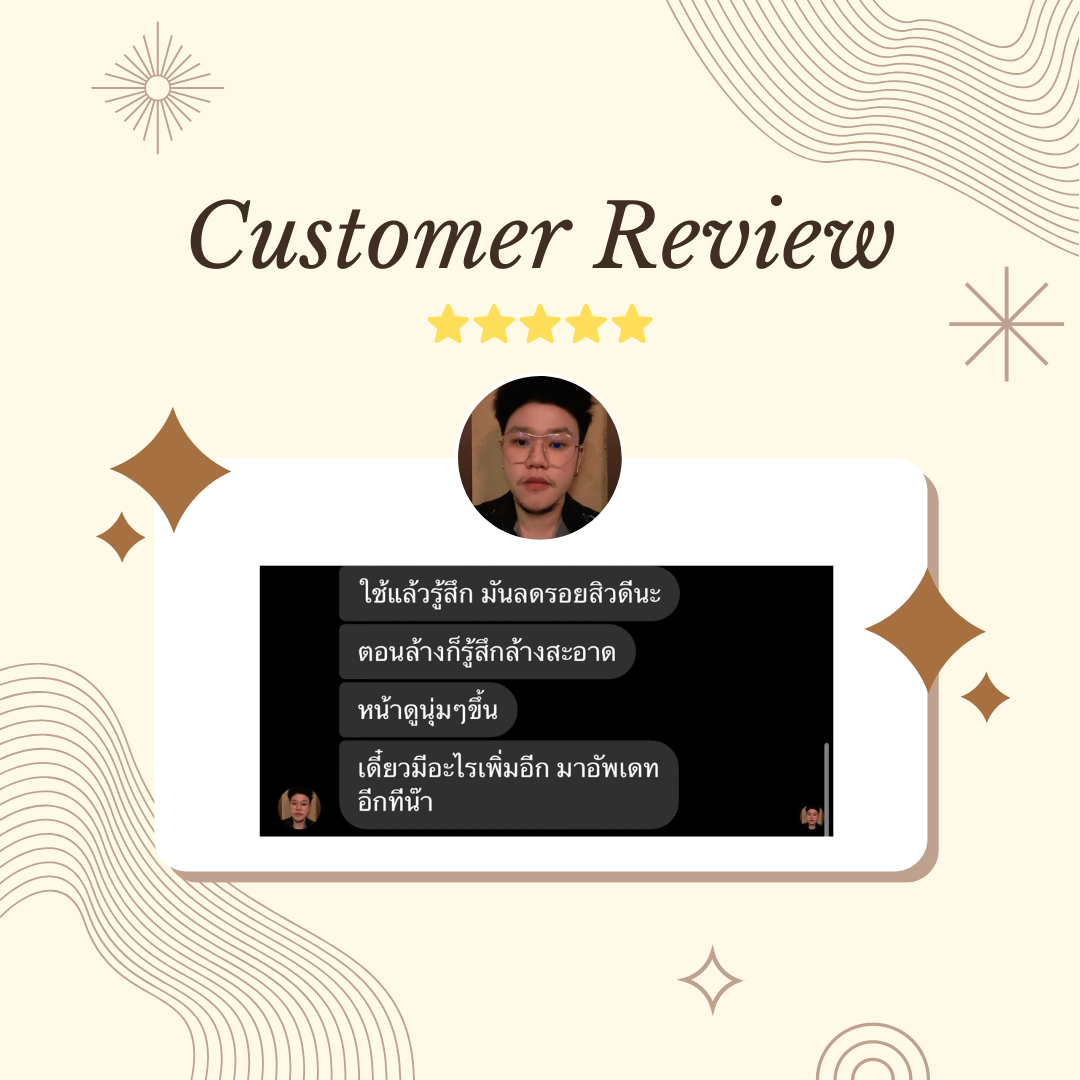 Customer Review
ใช้แล้วรู้สึก มันลดรอยสิวดีนะ
ตอนล้างก็รู้สึกล้างสะอาด
หน้าดูนุ่มๆขึ้น
เดี๋ยวมีอะไรเพิ่มอีก มาอัพเดท
อีกทีน๊า